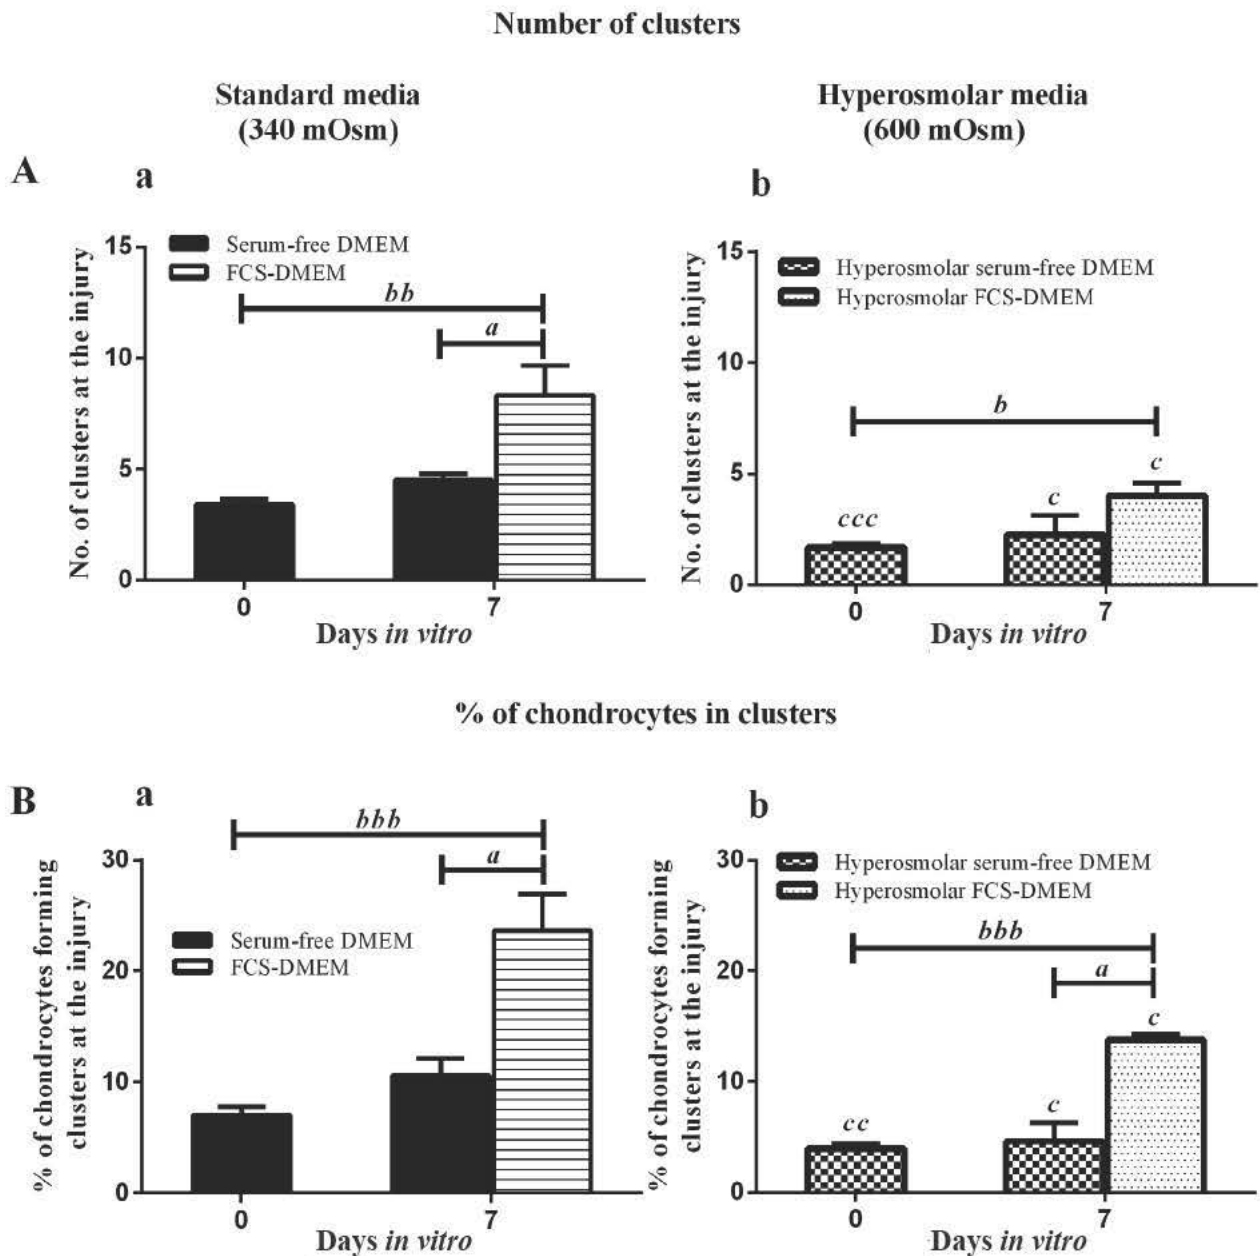 Number of clusters
Standard media
(340 mOsm)
Hyperosmolar media
(600 mOsm)
A
a
No. of clusters at the injury
15
10
5
0
Serum-free DMEM
FCS-DMEM
bb
a
0
7
Days in vitro
b
No. of clusters at the injury
15
10
5
0
Hyperosmolar serum-free DMEM
Hyperosmolar FCS-DMEM
b
ccc
c
c
0
7
Days in vitro
% of chondrocytes in clusters
B
a
% of chondrocytes forming
clusters at the injury
30
20
10
0
bbb
a
Serum-free DMEM
FCS-DMEM
0
7
Days in vitro
b
% of chondrocytes forming
clusters at the injury
30
20
10
0
Hyperosmolar serum-free DMEM
Hyperosmolar FCS-DMEM
bbb
a
c
cc
c
0
7
Days in vitro